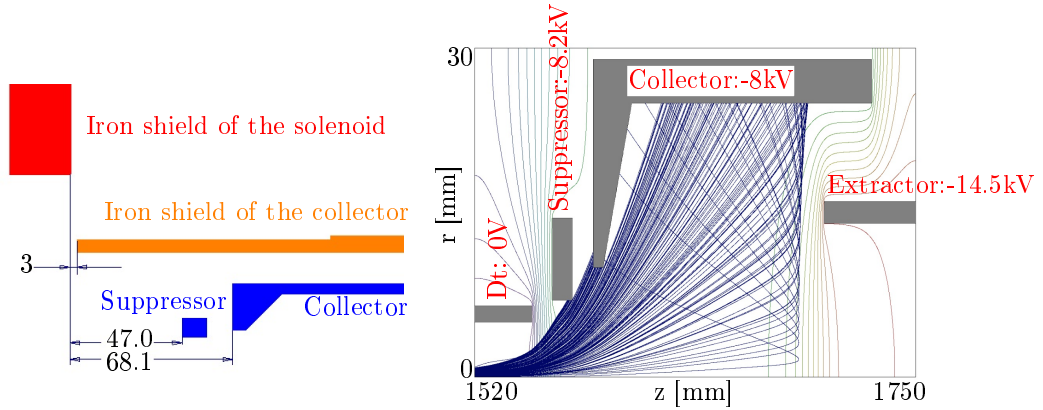 Iron shield of the solenoid
Iron shield of the collector
3
Suppressor
Collector
47.0
68.1
30
r [mm]
0
1520
z [mm]
1750
Dt: 0V
Suppressor:-8.2kV
Collector:-8kV
Extractor:-14.5kV